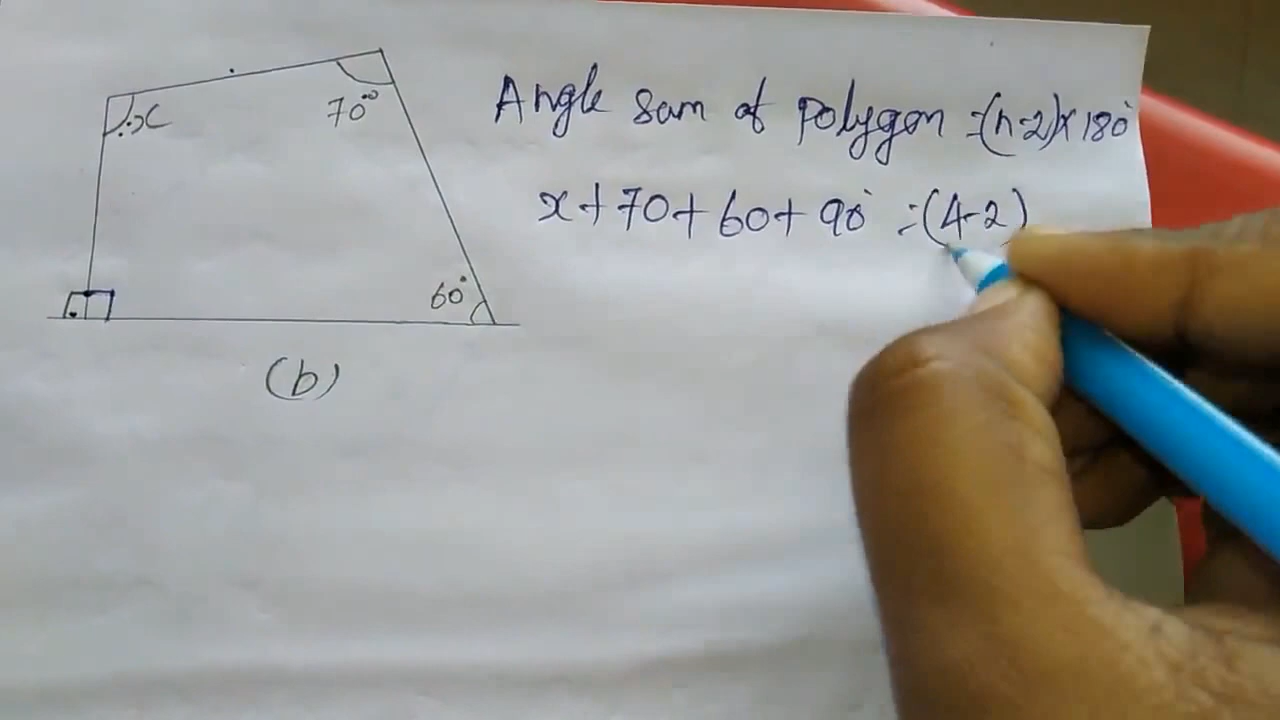 x
70°
Angle Sum of Polygon =(n-2)x 180°
x+70+60+90° =(4-2)
60°
(b)